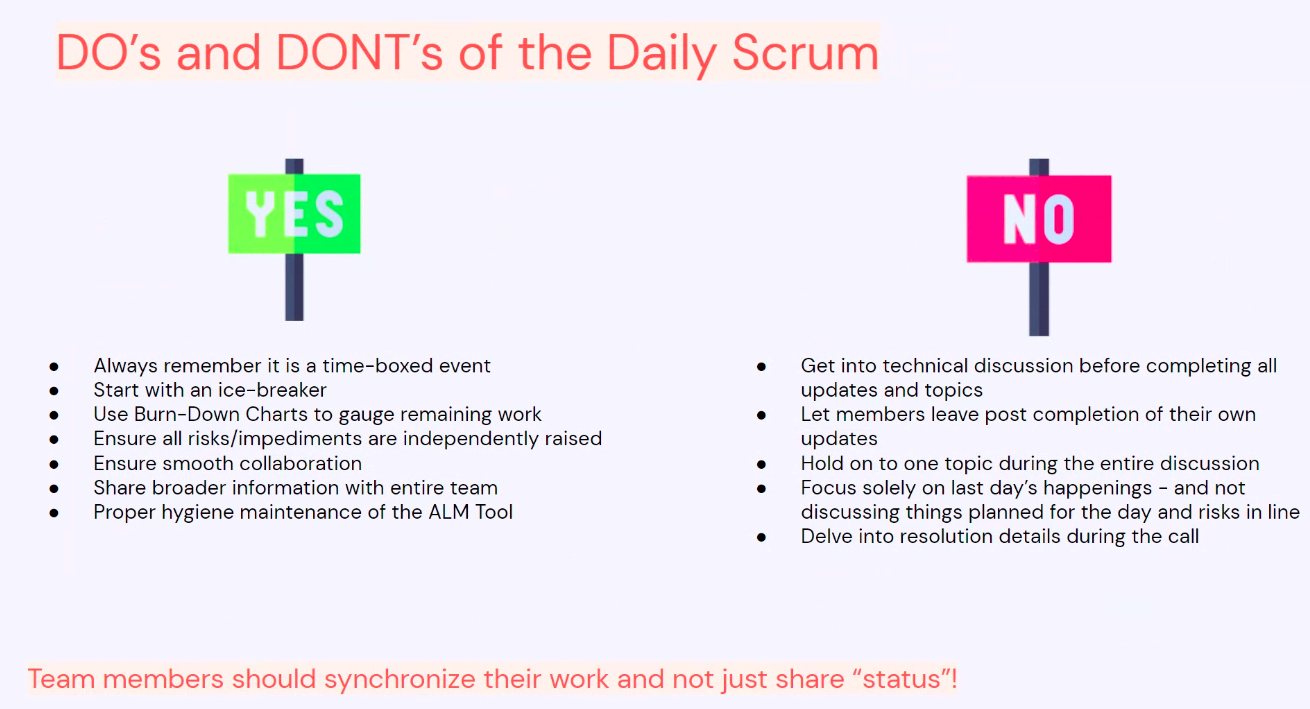 DO’s and DONT’s of the Daily Scrum
YES
NO
● Always remember it is a time-boxed event
● Start with an ice-breaker
● Use Burn-Down Charts to gauge remaining work
● Ensure all risks/impediments are independently raised
● Ensure smooth collaboration
● Share broader information with entire team
● Proper hygiene maintenance of the ALM Tool
● Get into technical discussion before completing all
updates and topics
● Let members leave post completion of their own
updates
● Hold on to one topic during the entire discussion
● Focus solely on last day’s happenings - and not
discussing things planned for the day and risks in line
● Delve into resolution details during the call
Team members should synchronize their work and not just share “status”!